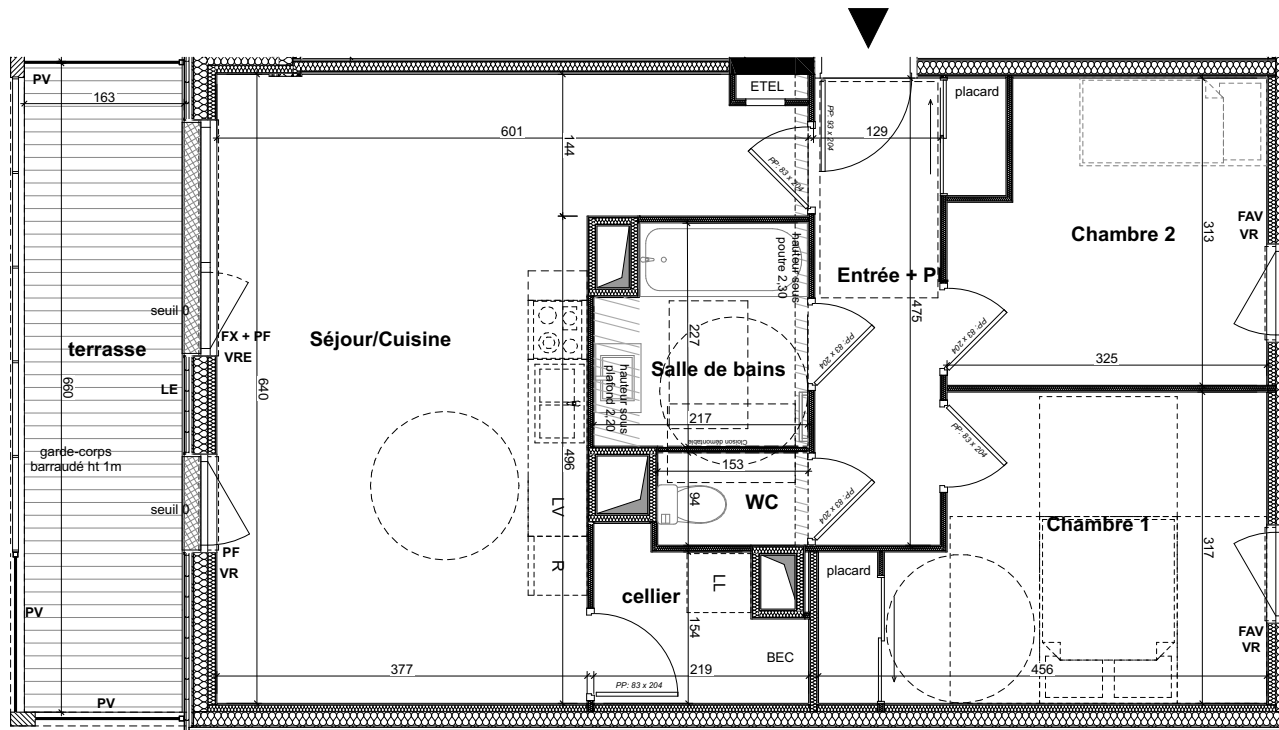 PV
163
ETEL
placard
601
144
129
PP: 93 x 204
PP: 83 x 204
hauteur sous
poutre 2,30
Chambre 2
313
FAV
VR
Entrée + Pl
475
seuil 0
FX + PF
VRE
Séjour/Cuisine
terrasse
660
640
LE
227
Salle de bains
hauteur sous
plafond 2,20
217
Cloison démontable
PP: 83 x 204
PP: 83 x 204
325
garde-corps
barraudé ht 1m
496
153
94
WC
PP: 83 x 204
PP: 83 x 204
seuil 0
LV
R
PF
VR
Chambre 1
317
placard
LL
cellier
154
BEC
FAV
VR
PV
377
219
456
PP: 83 x 204
PV